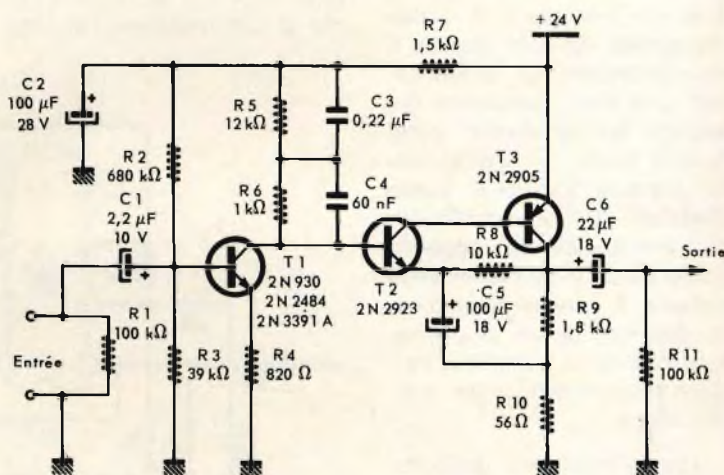 R 7
1,5 kΩ
+ 24 V
C 2
100 µF
28 V
R 5
12 kΩ
C 3
0,22 µF
R 2
680 kΩ
R 6
1 kΩ
C 4
60 nF
T 3
2 N 2905
C 1
2,2 µF
10 V
R 8
10 kΩ
C 6
22 µF
18 V
Sortie
T 1
2 N 930
2 N 2484
2 N 3391 A
T 2
2 N 2923
C 5
100 µF
18 V
R 9
1,8 kΩ
R 1
100 kΩ
Entrée
R 3
39 kΩ
R 4
820 Ω
R 10
56 Ω
R 11
100 kΩ